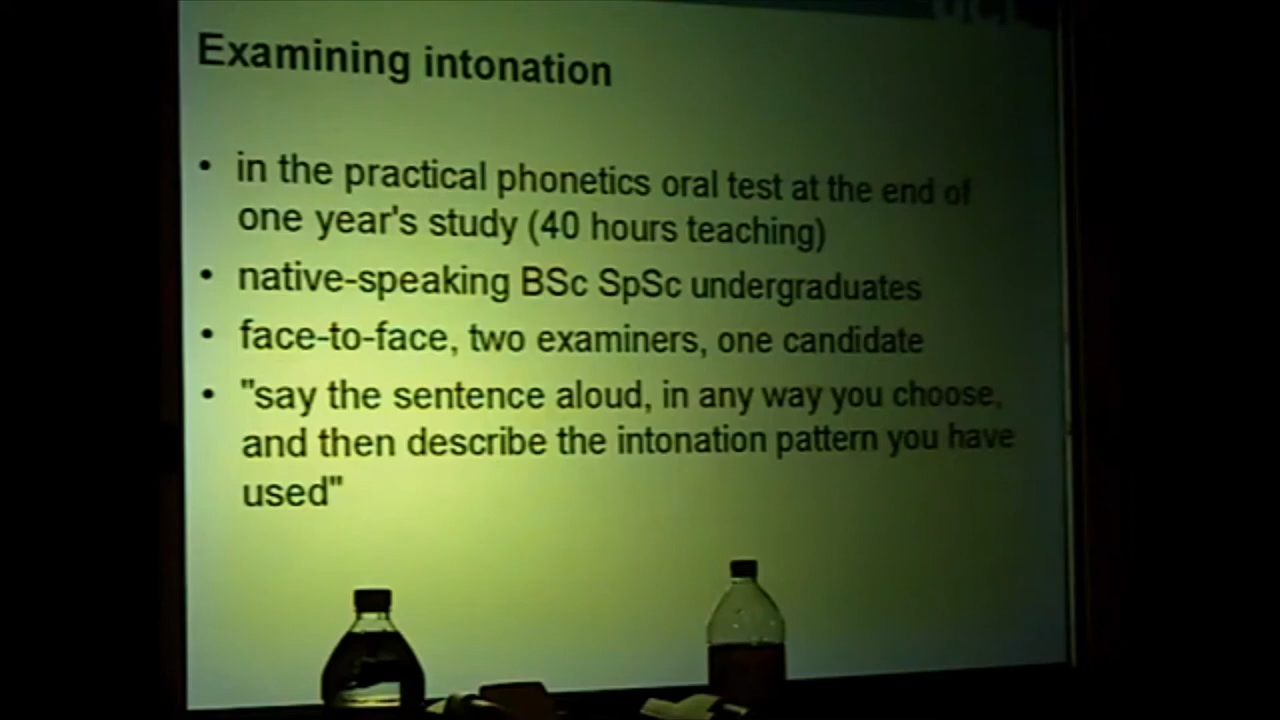 Examining intonation
• in the practical phonetics oral test at the end of
one year's study (40 hours teaching)
• native-speaking BSc SpSc undergraduates
• face-to-face, two examiners, one candidate
• "say the sentence aloud, in any way you choose,
and then describe the intonation pattern you have
used"